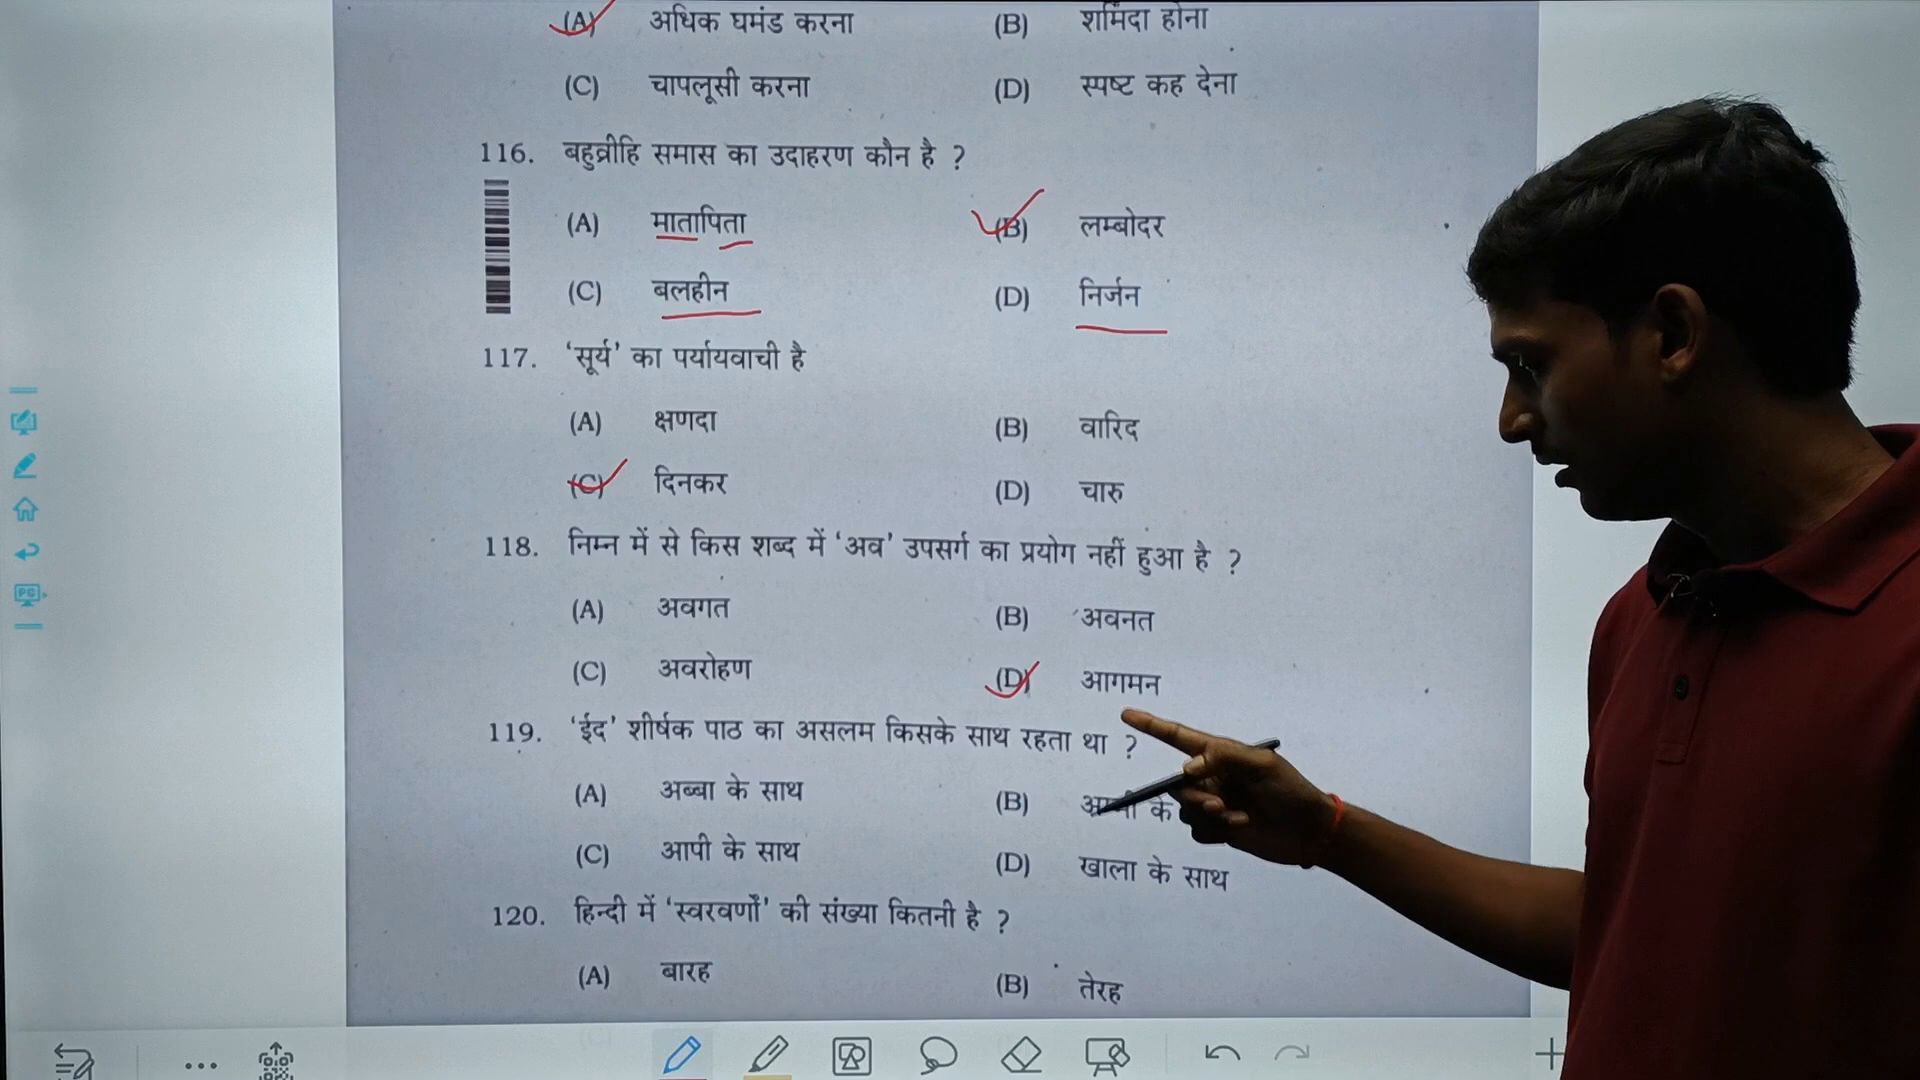 (A) अधिक घमंड करना (B) शर्मिंदा होना
(C) चापलूसी करना (D) स्पष्ट कह देना
116. बहुव्रीहि समास का उदाहरण कौन है ?
(A) मातापिता (B) लम्बोदर
(C) बलहीन (D) निर्जन
117. ‘सूर्य’ का पर्यायवाची है
(A) क्षणदा (B) वारिद
(C) दिनकर (D) चारु
118. निम्न में से किस शब्द में ‘अव’ उपसर्ग का प्रयोग नहीं हुआ है ?
(A) अवगत (B) अवनत
(C) अवरोहण (D) आगमन
119. ‘ईद’ शीर्षक पाठ का असलम किसके साथ रहता था ?
(A) अब्बा के साथ (B) के
(C) आपी के साथ (D) खाला के साथ
120. हिन्दी में ‘स्वरवर्णों’ की संख्या कितनी है ?
(A) बारह (B) तेरह
PC